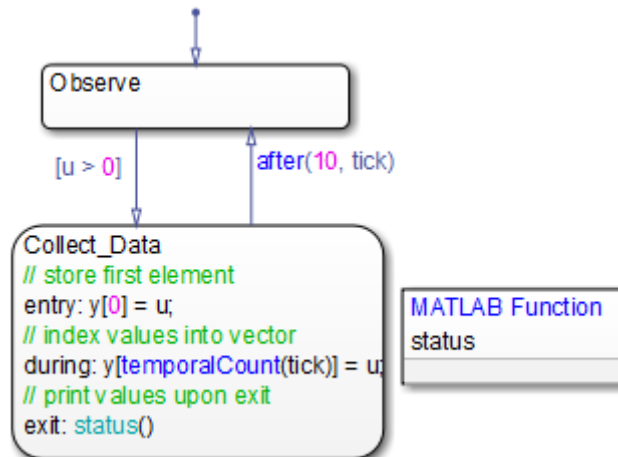 Observe
[u > 0]
after(10, tick)
Collect_Data
// store first element
entry: y[0] = u;
// index values into vector
during: y[temporalCount(tick)] = u;
// print values upon exit
exit: status()
MATLAB Function
status